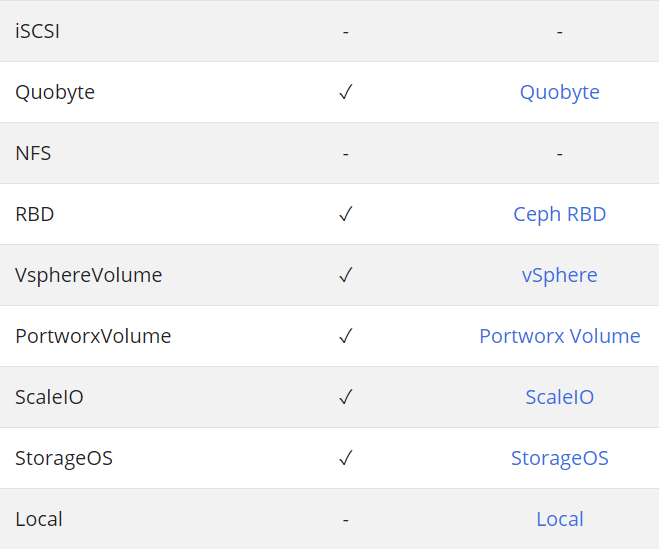 iSCSI - -
Quobyte ✓ Quobyte
NFS - -
RBD ✓ Ceph RBD
VsphereVolume ✓ vSphere
PortworxVolume ✓ Portworx Volume
ScaleIO ✓ ScaleIO
StorageOS ✓ StorageOS
Local - Local